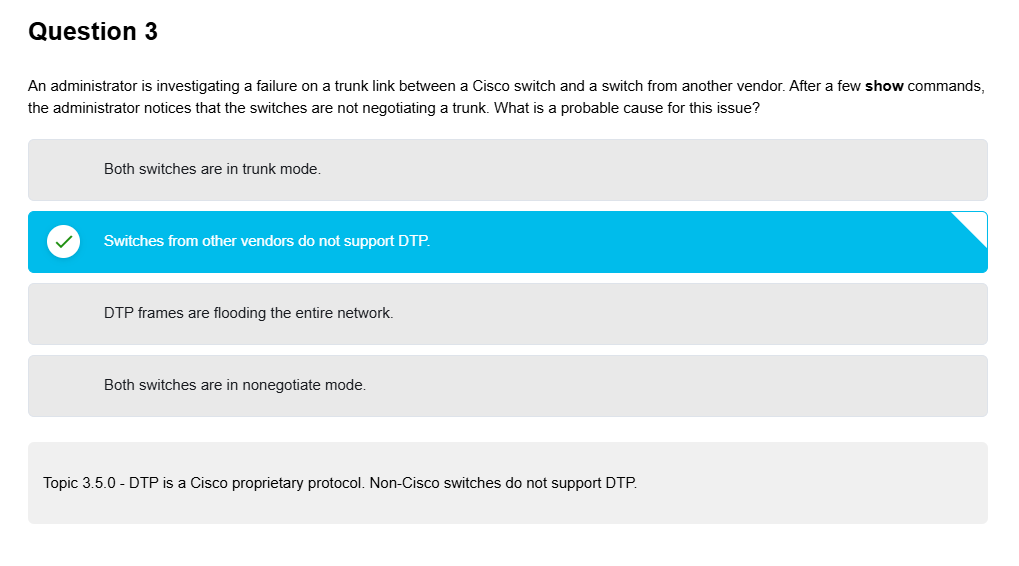 Question 3
An administrator is investigating a failure on a trunk link between a Cisco switch and a switch from another vendor. After a few show commands,
the administrator notices that the switches are not negotiating a trunk. What is a probable cause for this issue?
Both switches are in trunk mode.
Switches from other vendors do not support DTP.
DTP frames are flooding the entire network.
Both switches are in nonegotiate mode.
Topic 3.5.0 - DTP is a Cisco proprietary protocol. Non-Cisco switches do not support DTP.